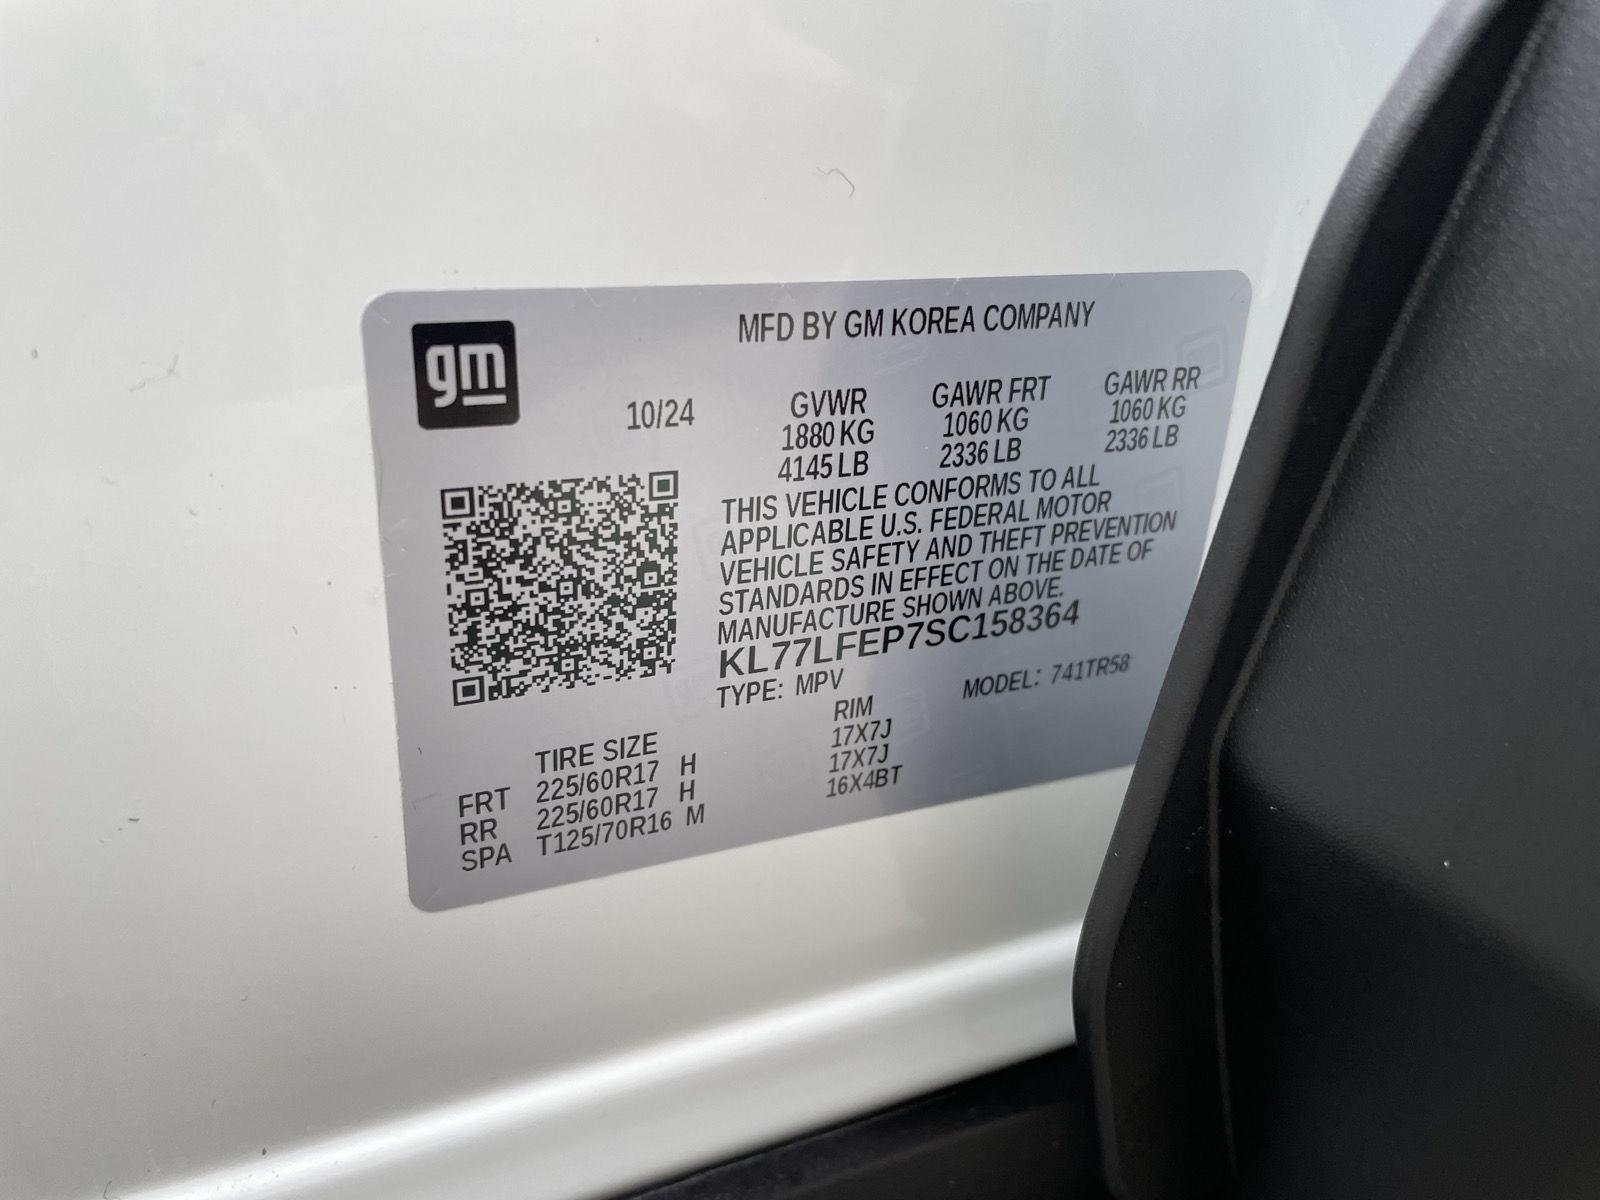 gm
MFD BY GM KOREA COMPANY
10/24 GVWR GAWR FRT GAWR RR
1880 KG 1060 KG 1060 KG
4145 LB 2336 LB 2336 LB
THIS VEHICLE CONFORMS TO ALL
APPLICABLE U.S. FEDERAL MOTOR
VEHICLE SAFETY AND THEFT PREVENTION
STANDARDS IN EFFECT ON THE DATE OF
MANUFACTURE SHOWN ABOVE.
KL77LFEP7SC158364
TYPE: MPV MODEL: 741TR58
TIRE SIZE RIM
FRT 225/60R17 H 17X7J
RR 225/60R17 H 17X7J
SPA T125/70R16 M 16X4BT